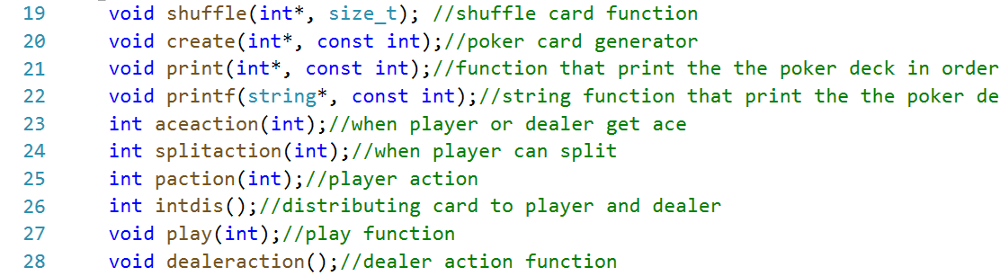 19 void shuffle(int*, size_t); //shuffle card function
20 void create(int*, const int);//poker card generator
21 void print(int*, const int);//function that print the the poker deck in order
22 void printf(string*, const int);//string function that print the the poker de
23 int aceaction(int);//when player or dealer get ace
24 int splitaction(int);//when player can split
25 int paction(int);//player action
26 int intdis();//distributing card to player and dealer
27 void play(int);//play function
28 void dealeraction();//dealer action function